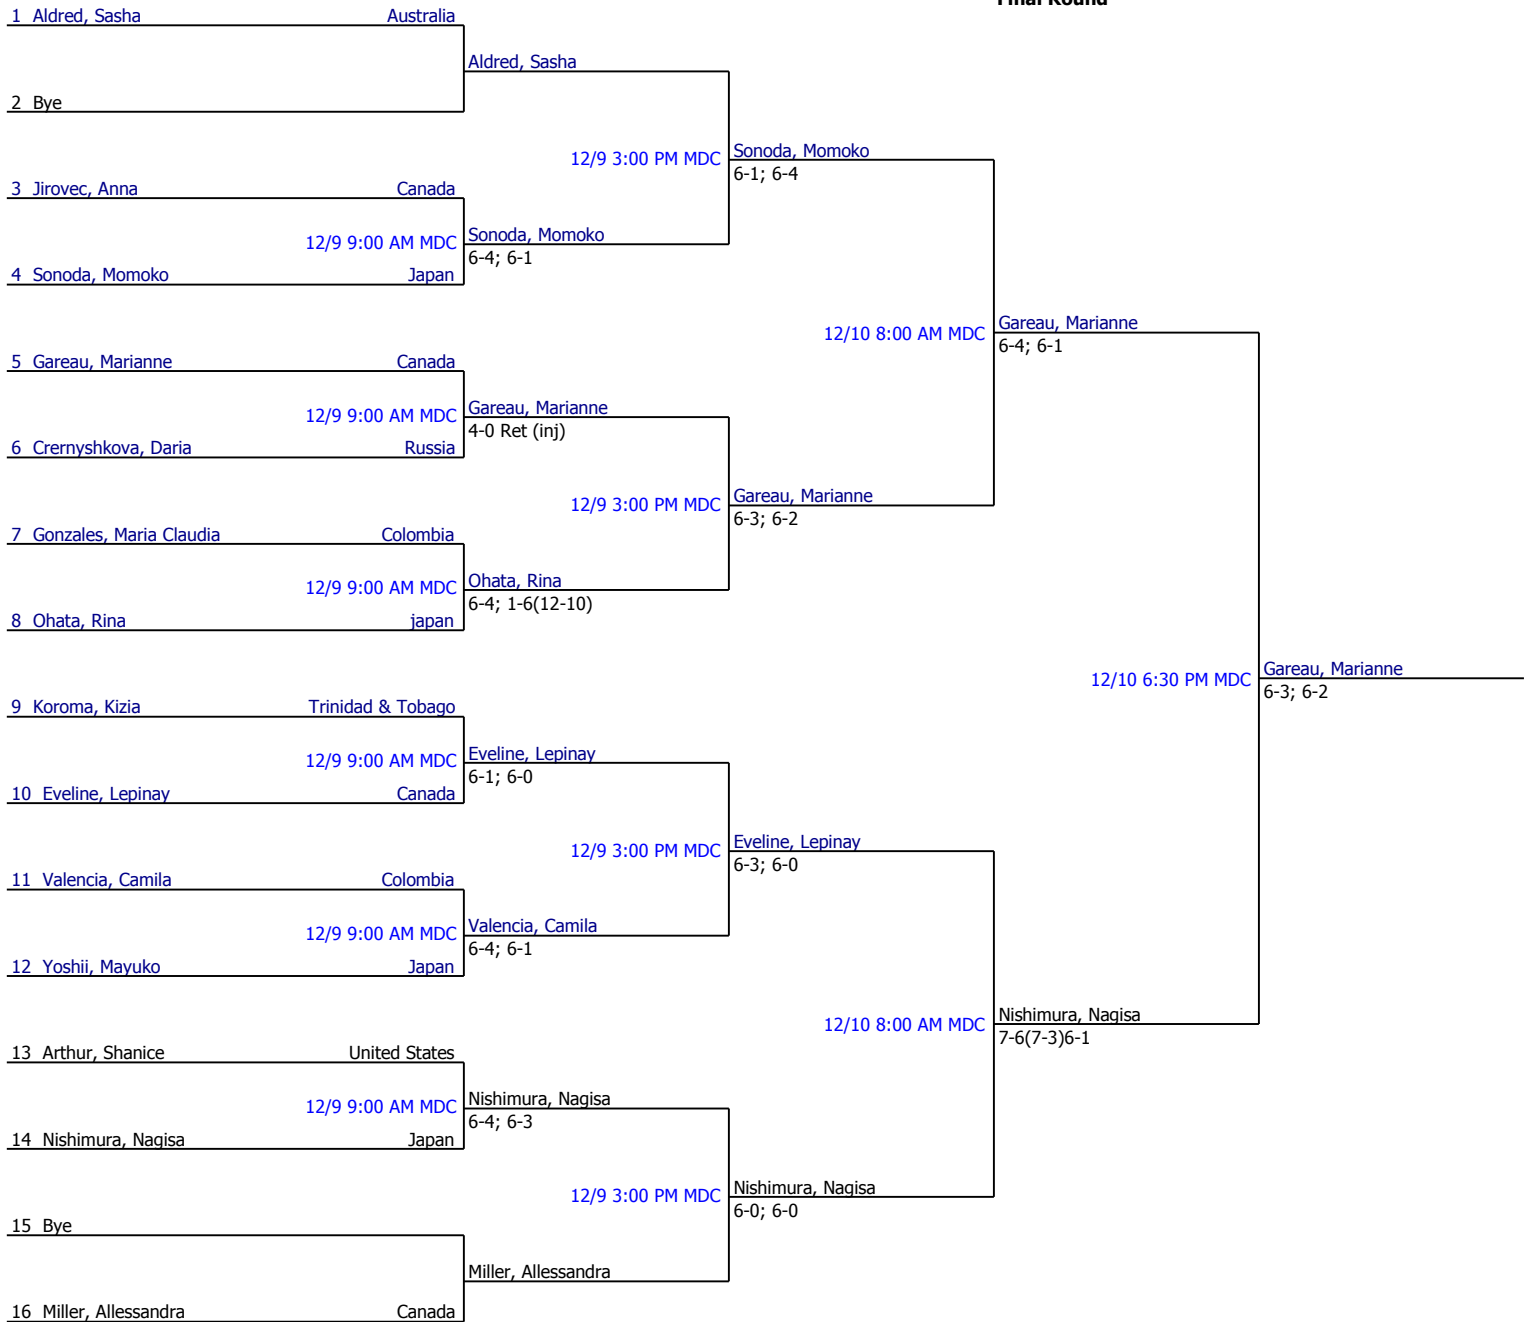 Final Round
1 Aldred, Sasha Australia
Aldred, Sasha
2 Bye
12/9 3:00 PM MDC Sonoda, Momoko
6-1; 6-4
3 Jirovec, Anna Canada
12/9 9:00 AM MDC Sonoda, Momoko
6-4; 6-1
4 Sonoda, Momoko Japan
12/10 8:00 AM MDC Gareau, Marianne
6-4; 6-1
5 Gareau, Marianne Canada
12/9 9:00 AM MDC Gareau, Marianne
4-0 Ret (inj)
6 Crernyshkova, Daria Russia
12/9 3:00 PM MDC Gareau, Marianne
6-3; 6-2
7 Gonzales, Maria Claudia Colombia
12/9 9:00 AM MDC Ohata, Rina
6-4; 1-6(12-10)
8 Ohata, Rina japan
12/10 6:30 PM MDC Gareau, Marianne
6-3; 6-2
9 Koroma, Kizia Trinidad & Tobago
12/9 9:00 AM MDC Eveline, Lepinay
6-1; 6-0
10 Eveline, Lepinay Canada
12/9 3:00 PM MDC Eveline, Lepinay
6-3; 6-0
11 Valencia, Camila Colombia
12/9 9:00 AM MDC Valencia, Camila
6-4; 6-1
12 Yoshii, Mayuko Japan
12/10 8:00 AM MDC Nishimura, Nagisa
7-6(7-3)6-1
13 Arthur, Shanice United States
12/9 9:00 AM MDC Nishimura, Nagisa
6-4; 6-3
14 Nishimura, Nagisa Japan
12/9 3:00 PM MDC Nishimura, Nagisa
6-0; 6-0
15 Bye
Miller, Allessandra
16 Miller, Allessandra Canada